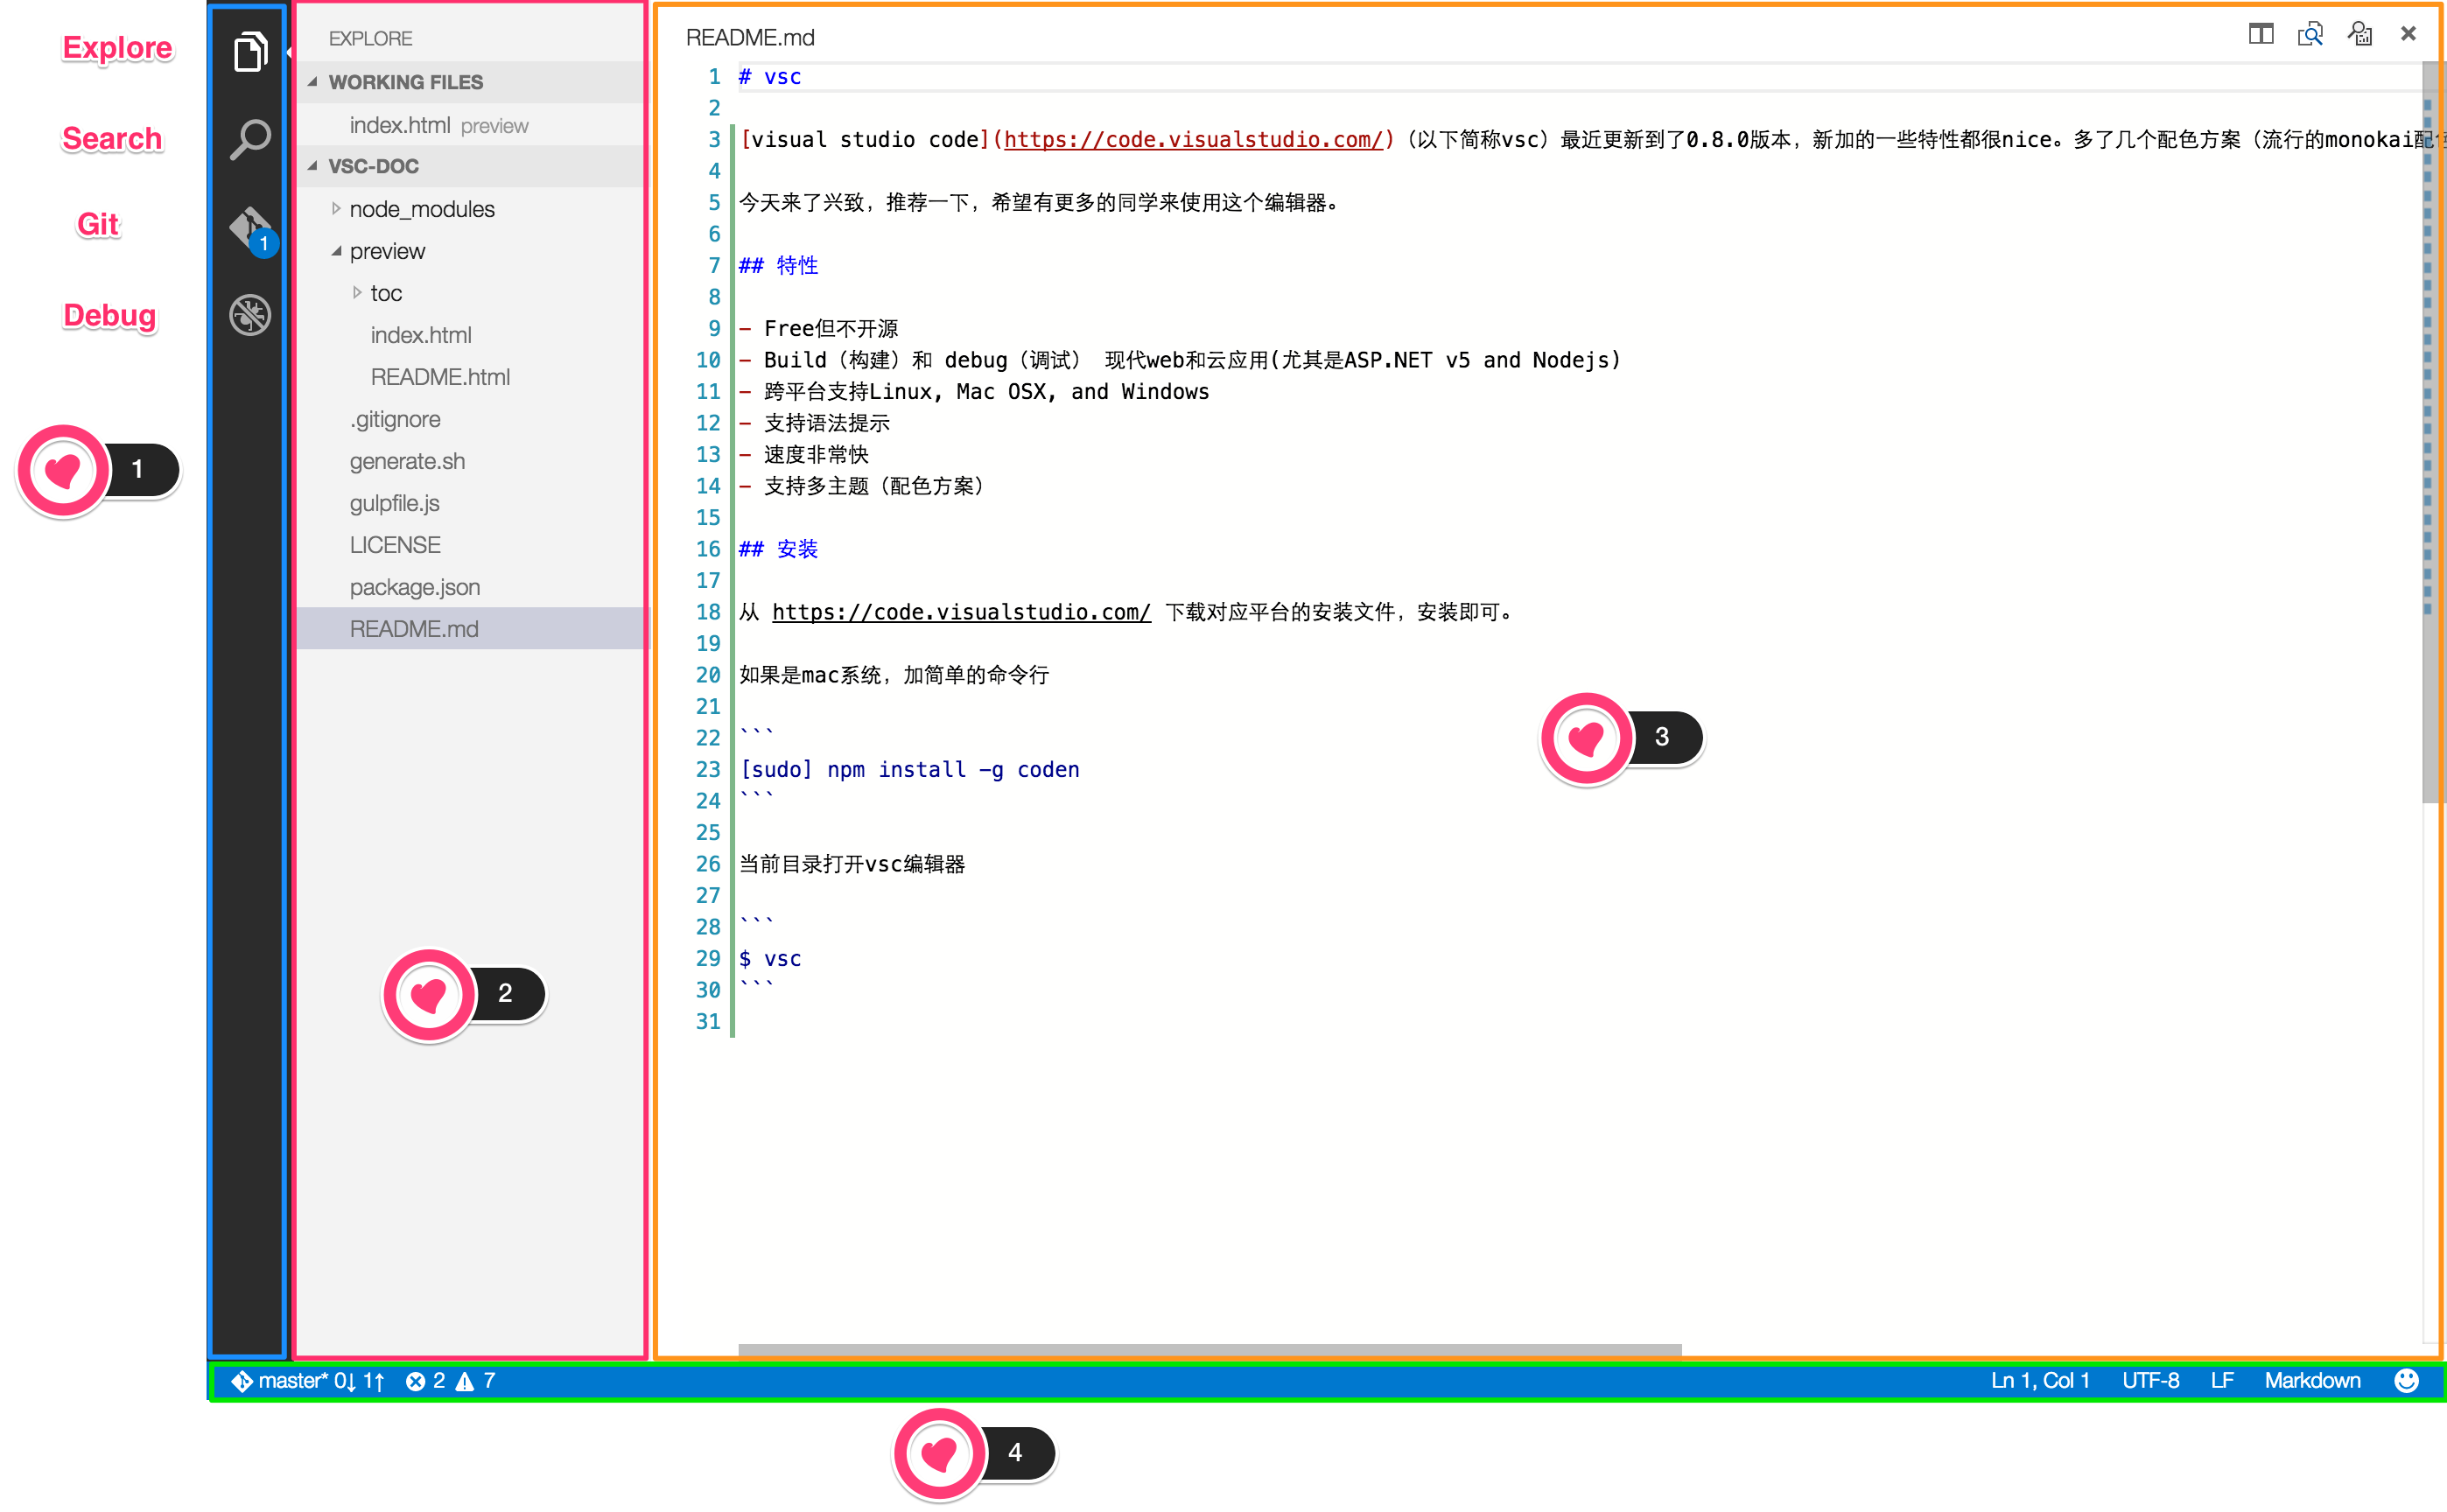 Explore
Search
Git
1
Debug
1
EXPLORE
WORKING FILES
index.html preview
VSC-DOC
node_modules
preview
toc
index.html
README.html
.gitignore
generate.sh
gulpfile.js
LICENSE
package.json
README.md
2
README.md
1 # vsc
2
3 [visual studio code](https://code.visualstudio.com/)（以下简称vsc）最近更新到了0.8.0版本，新加的一些特性都很nice。多了几个配色方案（流行的monokai配色
4
5 今天来了兴致，推荐一下，希望有更多的同学来使用这个编辑器。
6
7 ## 特性
8
9 - Free但不开源
10 - Build（构建）和 debug（调试） 现代web和云应用(尤其是ASP.NET v5 and Nodejs)
11 - 跨平台支持Linux, Mac OSX, and Windows
12 - 支持语法提示
13 - 速度非常快
14 - 支持多主题（配色方案）
15
16 ## 安装
17
18 从 https://code.visualstudio.com/ 下载对应平台的安装文件，安装即可。
19
20 如果是mac系统，加简单的命令行
21
22 ```
23 [sudo] npm install -g coden
24 ```
25
26 当前目录打开vsc编辑器
27
28 ```
29 $ vsc
30 ```
31
3
master* 0↓ 1↑ 2 7
Ln 1, Col 1 UTF-8 LF Markdown
4